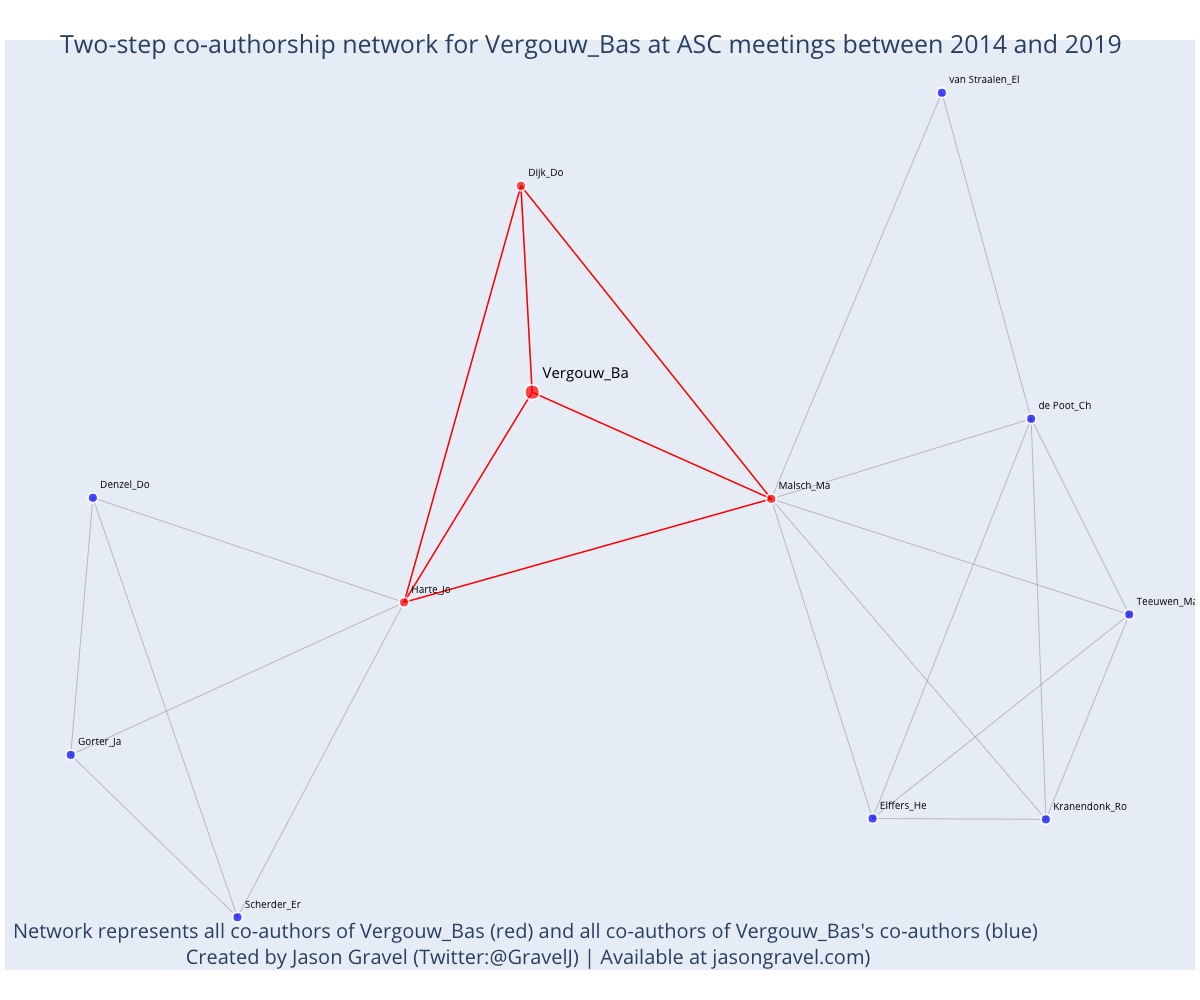 Two-step co-authorship network for Vergouw_Bas at ASC meetings between 2014 and 2019
van Straalen_El
Dijk_Do
Vergouw_Ba
de Poot_Ch
Denzel_Do
Malsch_Ma
Harte_Jo
Teeuwen_Ma
Gorter_Ja
Elffers_He
Kranendonk_Ro
Scherder_Er
Network represents all co-authors of Vergouw_Bas (red) and all co-authors of Vergouw_Bas's co-authors (blue)
Created by Jason Gravel (Twitter:@GravelJ) | Available at jasongravel.com)